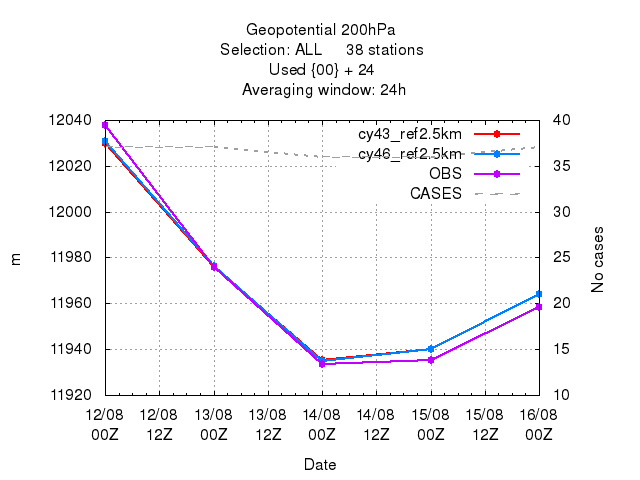 Geopotential 200hPa
Selection: ALL 38 stations
Used {00} + 24
Averaging window: 24h
12040 40
cy43_ref2.5km
12020 35
cy46_ref2.5km
OBS
CASES
12000 30
11980 25
11960 20
11940 15
11920 10
m
No cases
12/08 12/08 13/08 13/08 14/08 14/08 15/08 15/08 16/08
00Z 12Z 00Z 12Z 00Z 12Z 00Z 12Z 00Z
Date